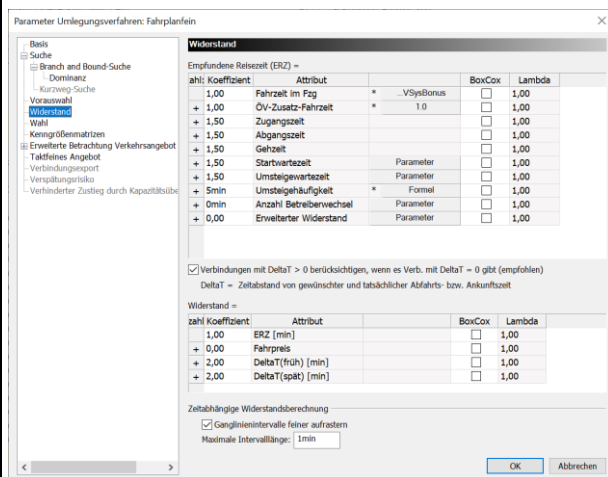 Parameter Umlegungsverfahren: Fahrplanfein
Basis
Suche
Branch and Bound-Suche
Dominanz
Kurzweg-Suche
Vorauswahl
Widerstand
Wahl
Kenngrößenmatrizen
Erweiterte Betrachtung Verkehrsangebot
Taktfeines Angebot
Verbindungsexport
Verspätungsrisiko
Verhinderter Zustieg durch Kapazitätsübe
Widerstand
Empfundene Reisezeit (ERZ) =
ahl: Koeffizient Attribut BoxCox Lambda
1,00 Fahrzeit im Fzg * ...VSysBonus 1,00
+ 1,00 ÖV-Zusatz-Fahrzeit * 1.0 1,00
+ 1,50 Zugangszeit 1,00
+ 1,50 Abgangszeit 1,00
+ 1,50 Gehzeit 1,00
+ 1,50 Startwartezeit Parameter 1,00
+ 1,50 Umsteigewartezeit Parameter 1,00
+ 5min Umsteigehäufigkeit * Formel 1,00
+ 0min Anzahl Betreiberwechsel Parameter 1,00
+ 0,00 Erweiterter Widerstand Parameter 1,00
Verbindungen mit DeltaT > 0 berücksichtigen, wenn es Verb. mit DeltaT = 0 gibt (empfohlen)
DeltaT = Zeitabstand von gewünschter und tatsächlicher Abfahrts- bzw. Ankunftszeit
Widerstand =
zahl Koeffizient Attribut BoxCox Lambda
1,00 ERZ [min] 1,00
+ 0,00 Fahrpreis 1,00
+ 2,00 DeltaT(früh) [min] 1,00
+ 2,00 DeltaT(spät) [min] 1,00
Zeitabhängige Widerstandsberechnung
Ganglinienintervalle feiner aufrastern
Maximale Intervalllänge: 1min
OK Abbrechen